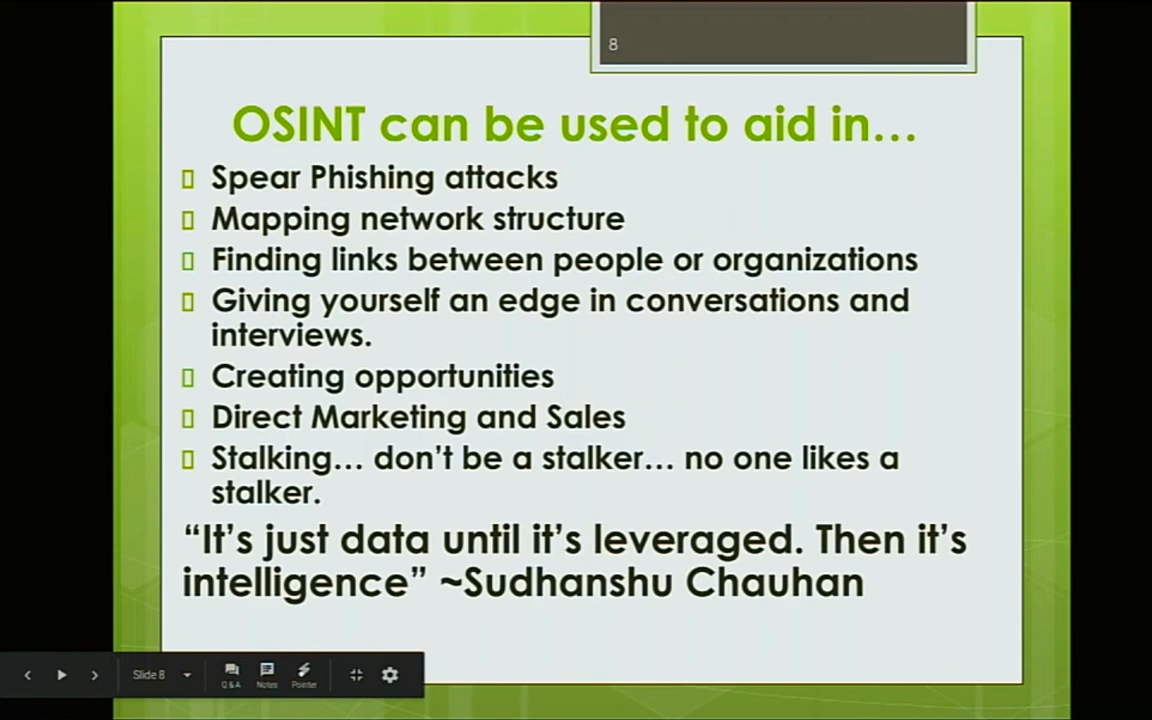 8
OSINT can be used to aid in…
Spear Phishing attacks
Mapping network structure
Finding links between people or organizations
Giving yourself an edge in conversations and
interviews.
Creating opportunities
Direct Marketing and Sales
Stalking… don’t be a stalker… no one likes a
stalker.
“It’s just data until it’s leveraged. Then it’s
intelligence” ~Sudhanshu Chauhan
Slide 8
Q & A Notes Pointer